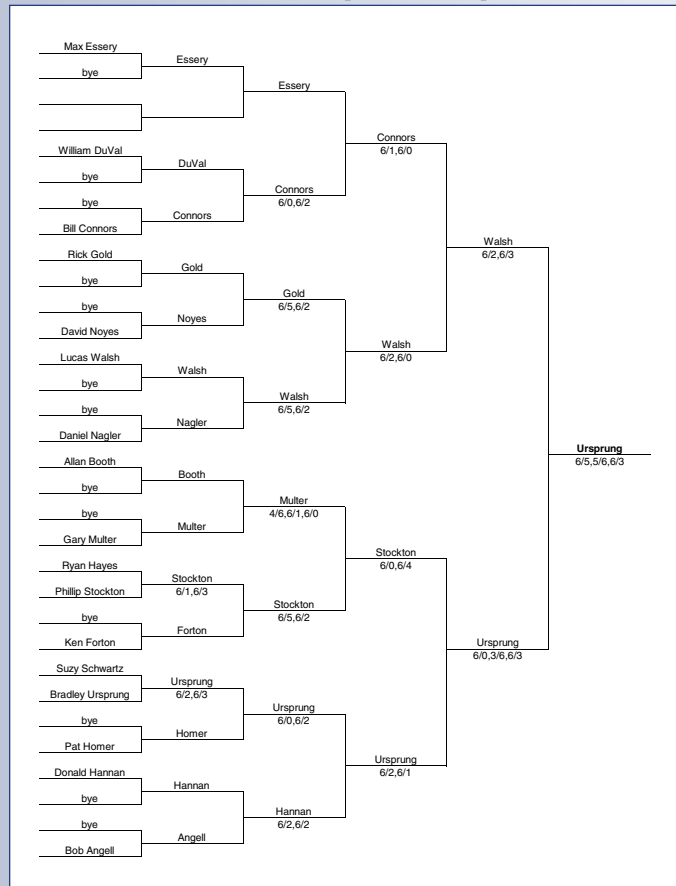 Max Essery
bye
William DuVal
bye
bye
Bill Connors
Rick Gold
bye
bye
David Noyes
Lucas Walsh
bye
bye
Daniel Nagler
Allan Booth
bye
bye
Gary Multer
Ryan Hayes
Phillip Stockton
bye
Ken Forton
Suzy Schwartz
Bradley Ursprung
bye
Pat Homer
Donald Hannan
bye
bye
Bob Angell
Essery
DuVal
Connors
Gold
Noyes
Walsh
Nagler
Booth
Multer
Stockton
6/1,6/3
Forton
Ursprung
6/2,6/3
Homer
Hannan
Angell
Essery
Connors
6/0,6/2
Gold
6/5,6/2
Walsh
6/5,6/2
Multer
4/6,6/1,6/0
Stockton
6/5,6/2
Ursprung
6/0,6/2
Hannan
6/2,6/2
Connors
6/1,6/0
Walsh
6/2,6/0
Stockton
6/0,6/4
Ursprung
6/2,6/1
Walsh
6/2,6/3
Ursprung
6/0,3/6,6/3
Ursprung
6/5,5/6,6/3